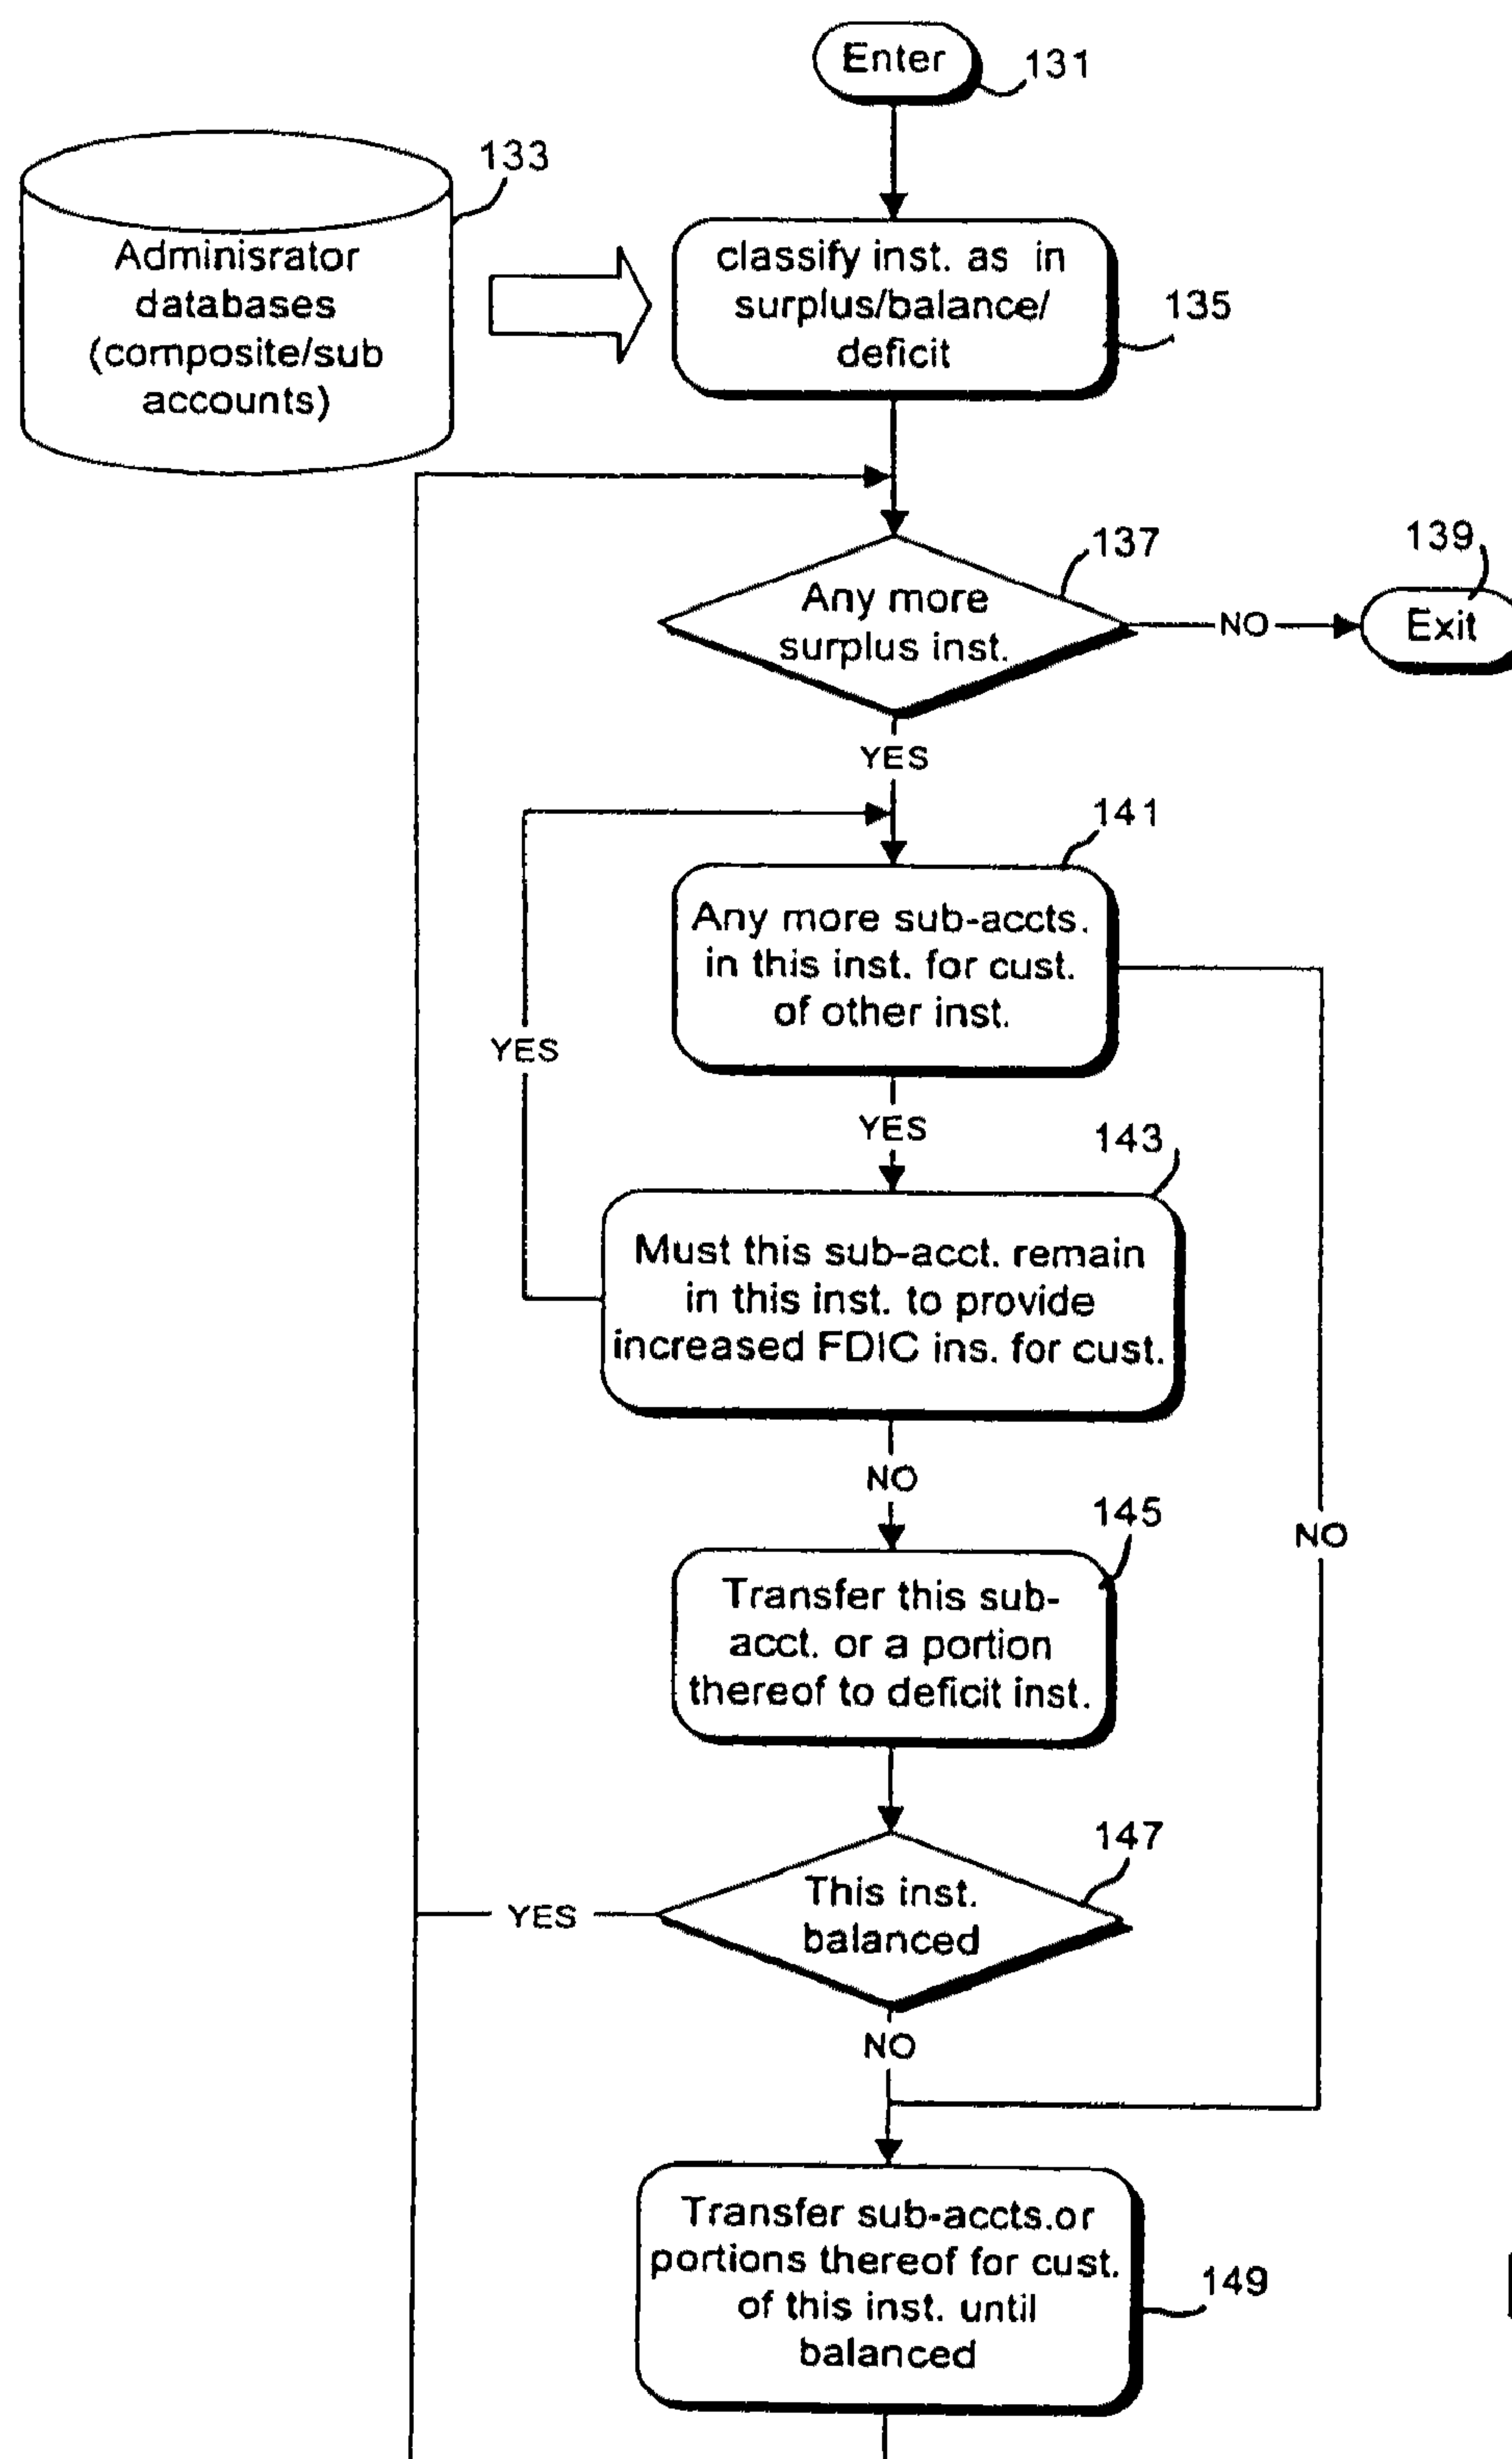 Enter
131
133
Adminisrator
databases
(composite/sub
accounts)
classify inst. as in
surplus/balance/
deficit
135
137
139
Any more
surplus inst.
NO
Exit
YES
141
Any more sub-accts.
in this inst. for cust.
of other inst.
YES
YES
143
Must this sub-acct. remain
in this inst. to provide
increased FDIC ins. for cust.
NO
145
NO
Transfer this sub-
acct. or a portion
thereof to deficit inst.
147
This inst.
balanced
YES
NO
Transfer sub-accts.or
portions thereof for cust.
of this inst. until
balanced
149